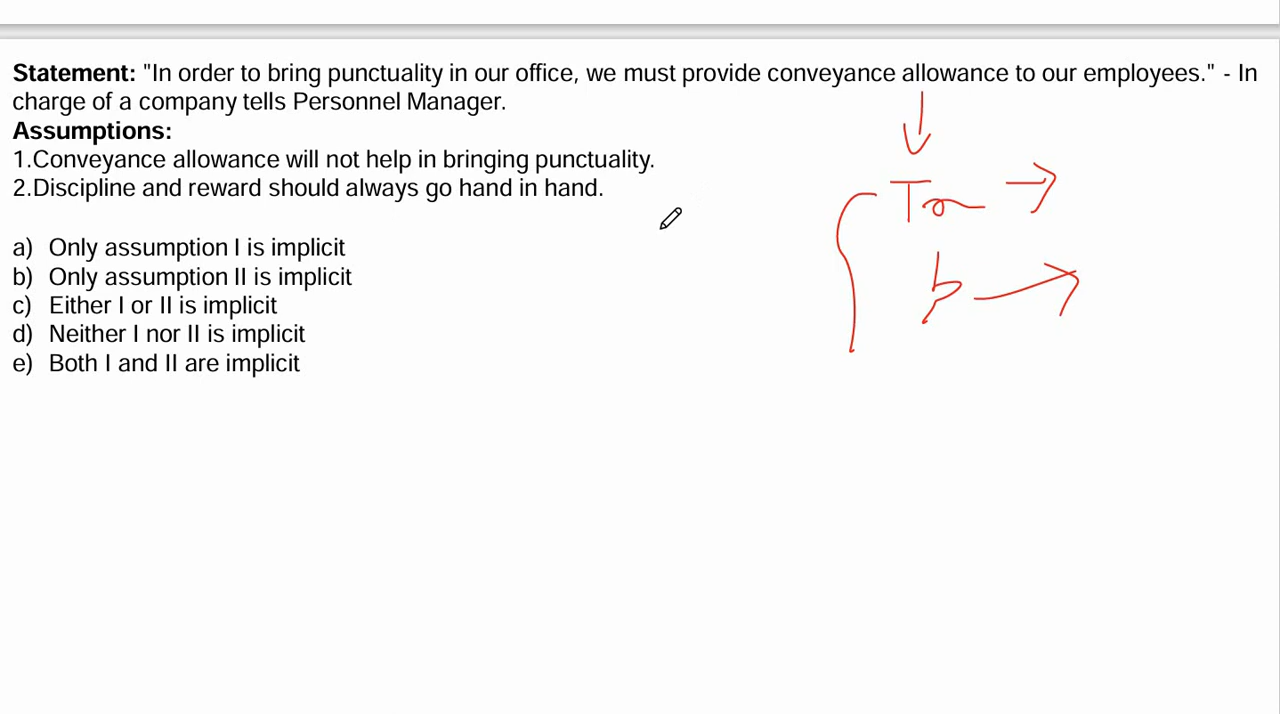 Statement: "In order to bring punctuality in our office, we must provide conveyance allowance to our employees." - In
charge of a company tells Personnel Manager.
Assumptions:
1.Conveyance allowance will not help in bringing punctuality.
2.Discipline and reward should always go hand in hand.
a) Only assumption I is implicit
b) Only assumption II is implicit
c) Either I or II is implicit
d) Neither I nor II is implicit
e) Both I and II are implicit